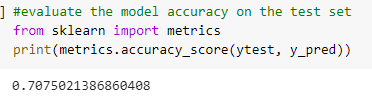 ] #evaluate the model accuracy on the test set
from sklearn import metrics
print(metrics.accuracy_score(ytest, y_pred))
0.7075021386860408